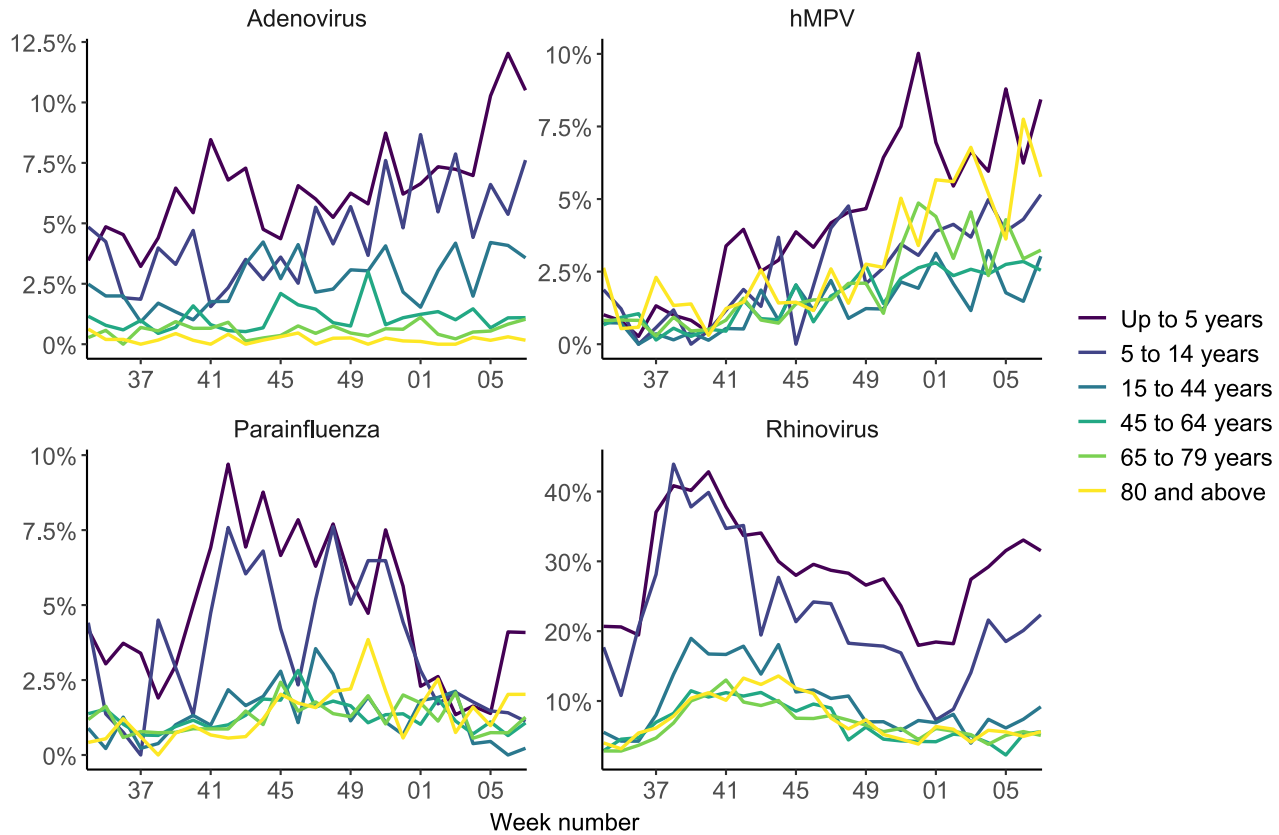 Adenovirus
12.5%
10%
7.5%
5%
2.5%
0%
37 41 45 49 01 05
hMPV
10%
7.5%
5%
2.5%
0%
37 41 45 49 01 05
Parainfluenza
10%
7.5%
5%
2.5%
0%
37 41 45 49 01 05
Rhinovirus
40%
30%
20%
10%
37 41 45 49 01 05
Week number
Up to 5 years
5 to 14 years
15 to 44 years
45 to 64 years
65 to 79 years
80 and above